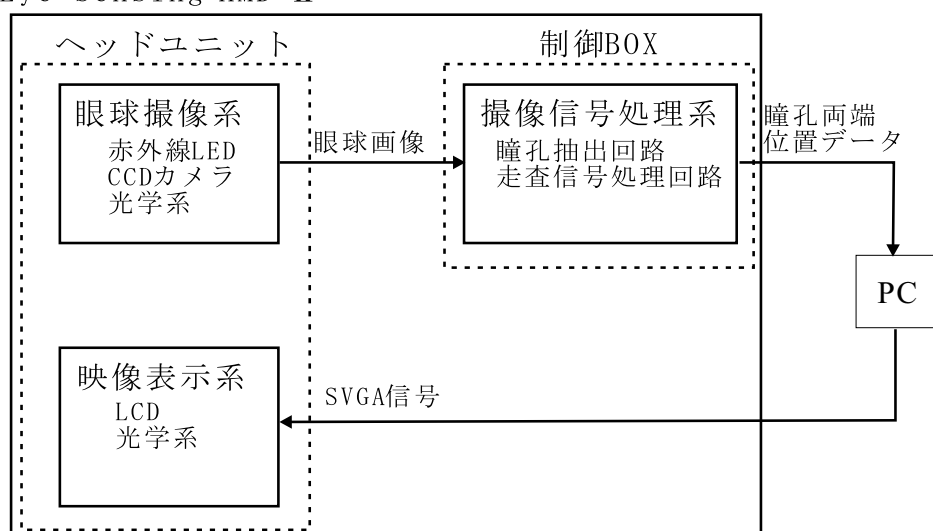 ヘッドユニット
制御BOX
眼球撮像系
赤外線LED
CCDカメラ
光学系
眼球画像
撮像信号処理系
瞳孔抽出回路
走査信号処理回路
瞳孔両端
位置データ
PC
映像表示系
LCD
光学系
SVGA信号